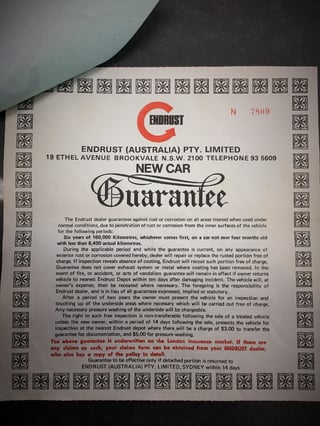 ENDRUST
N 7809
ENDRUST (AUSTRALIA) PTY. LIMITED
19 ETHEL AVENUE BROOKVALE N.S.W. 2100 TELEPHONE 93 5609
NEW CAR
Guarantee
The Endrust dealer guarantees against rust or corrosion on all areas treated when used under
normal conditions, due to penetration of rust or corrosion from the inner surfaces of the vehicle
for the following periods:
Six years of 160,000 Kilometres, whichever comes first, on a car not over four months old
with less than 6,400 actual kilometres.
During the applicable period and while the guarantee is current, on any appearance of
exterior rust or corrosion covered hereby, dealer will repair or replace the rusted portion free of
charge, if inspection reveals absence of coating, Endrust will recoat such portion free of charge.
Guarantee does not cover exhaust system or metal where coating has been removed. In the
event of fire, or accident, or acts of vandalism guarantee will remain in effect if owner returns
vehicle to nearest Endrust Depot within ten days after damaging incident. The vehicle will, at
owner's expense, then be recoated where necessary. The foregoing is the responsibility of
Endrust dealer, and is in lieu of all guarantees expressed, implied or statutory.
After a period of two years the owner must present the vehicle for an inspection and
touching up of the underside areas where necessary which will be carried out free of charge.
Any necessary pressure washing of the underside will be chargeable.
The right to such free inspection is non-transferable following the sale of a treated vehicle
unless the new owner, within a period of 14 days following the sale, presents the vehicle for
inspection at the nearest Endrust depot where there will be a charge of $3.00 to transfer the
guarantee for documentation, and $5.00 for pressure washing.
The above guarantee is underwritten on the London insurance market. If there are
any claims as such, your claims form can be obtained from your ENDRUST dealer,
who also has a copy of the policy in detail.
Guarantee to be effective only if detached portion is returned to
ENDRUST (AUSTRALIA) PTY. LIMITED, SYDNEY within 14 days